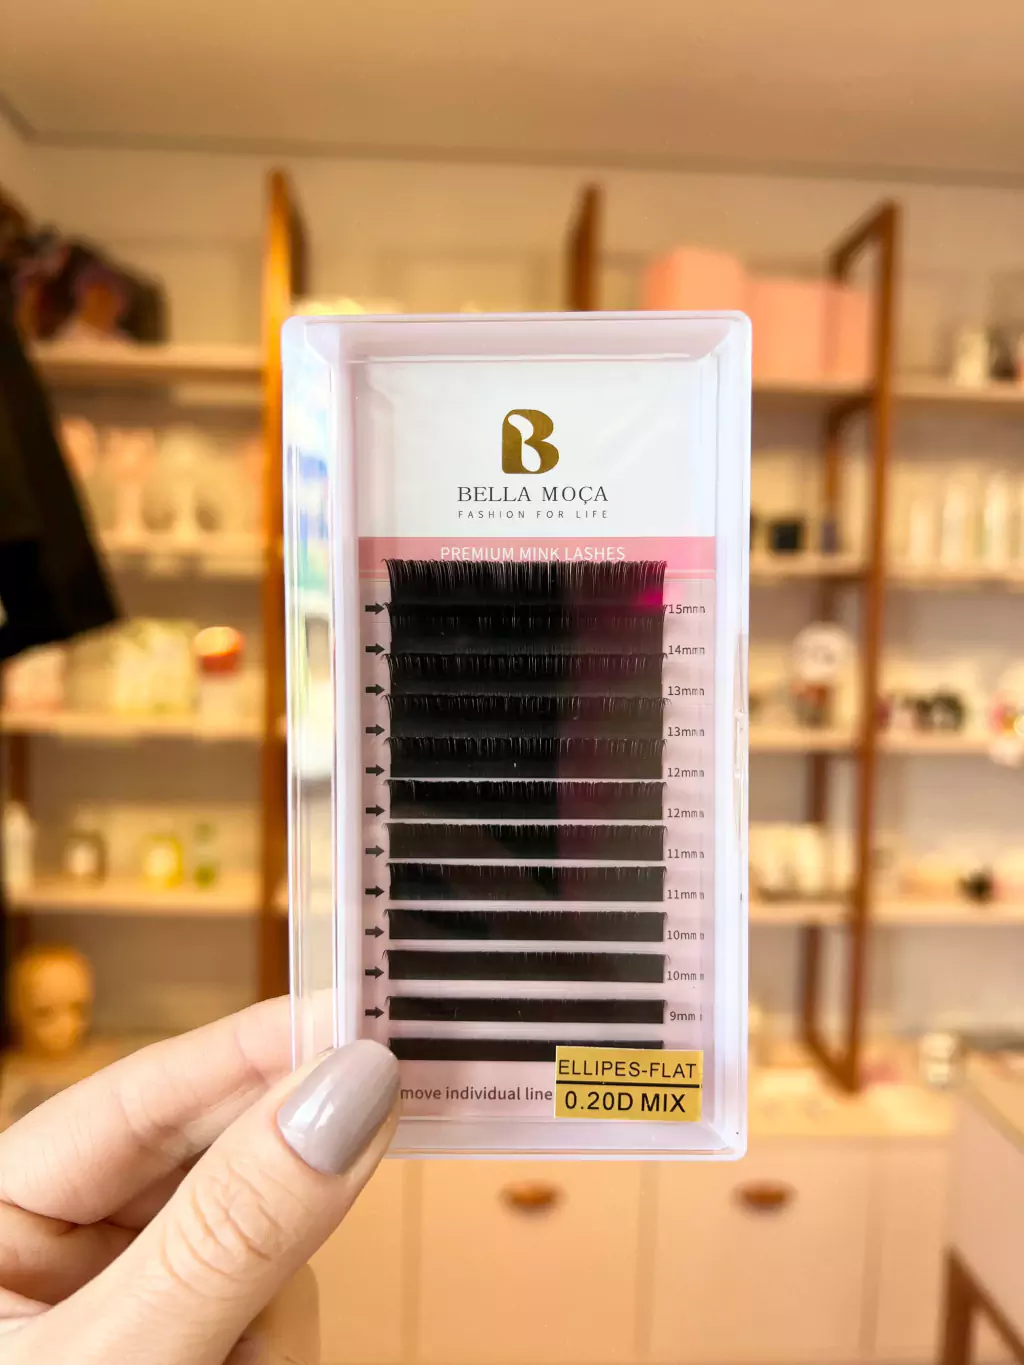 B
BELLA MOÇA
FASHION FOR LIFE
PREMIUM MINK LASHES
15mm
14mm
13mm
13mm
12mm
12mm
11mm
11mm
10mm
10mm
9mm
move individual line
ELLIPES-FLAT
0.20D MIX